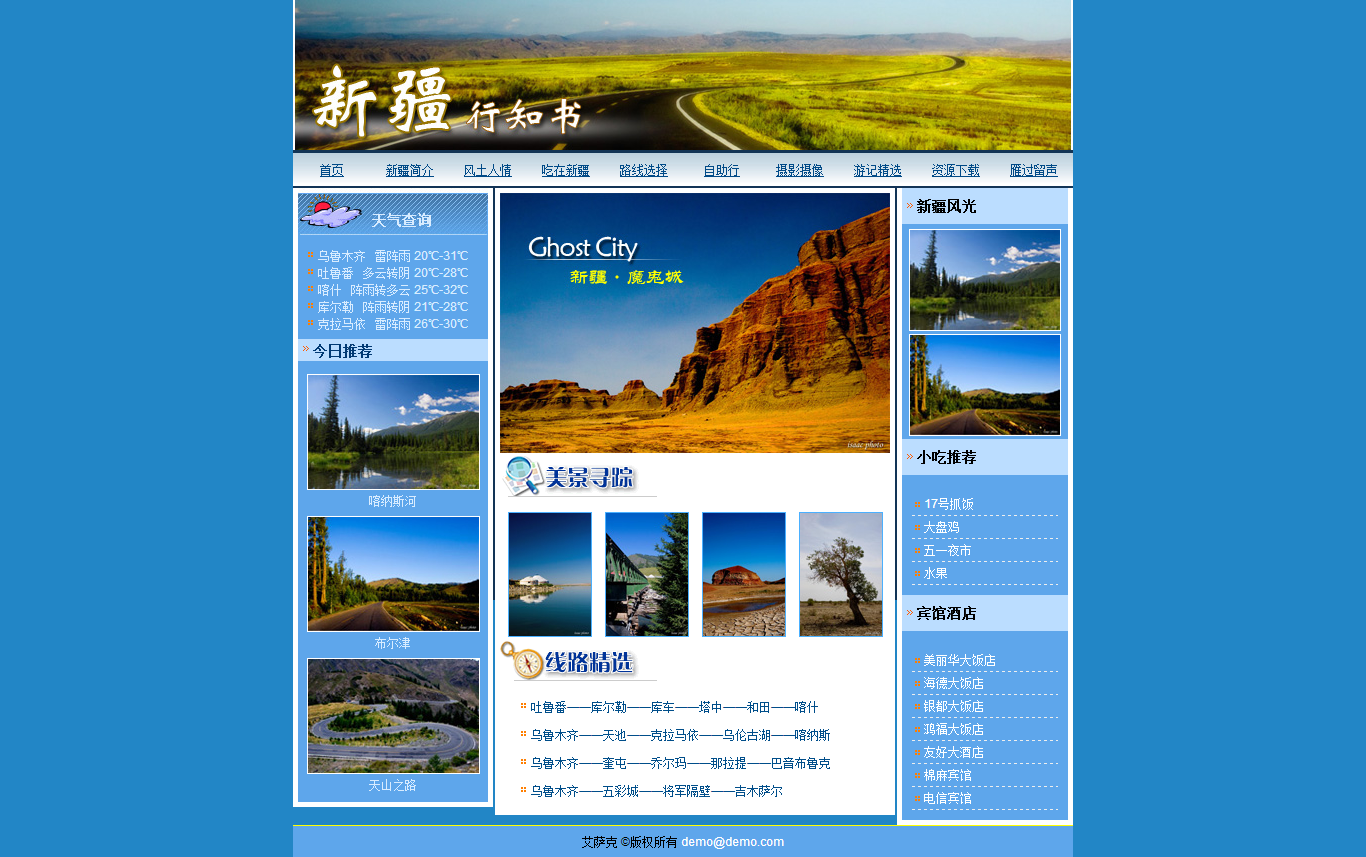 新疆 行知书
首页 新疆简介 风土人情 吃在新疆 路线选择 自助行 摄影摄像 游记精选 资源下载 雁过留声
天气查询
乌鲁木齐 雷阵雨 20℃-31℃
吐鲁番 多云转阴 20℃-28℃
喀什 阵雨转多云 25℃-32℃
库尔勒 阵雨转阴 21℃-28℃
克拉马依 雷阵雨 26℃-30℃
今日推荐
喀纳斯河
布尔津
天山之路
Ghost City
新疆·魔鬼城
isaac photo
美景寻踪
线路精选
吐鲁番——库尔勒——库车——塔中——和田——喀什
乌鲁木齐——天池——克拉马依——乌伦古湖——喀纳斯
乌鲁木齐——奎屯——乔尔玛——那拉提——巴音布鲁克
乌鲁木齐——五彩城——将军隔壁——吉木萨尔
新疆风光
小吃推荐
17号抓饭
大盘鸡
五一夜市
水果
宾馆酒店
美丽华大饭店
海德大饭店
银都大饭店
鸿福大饭店
友好大酒店
棉麻宾馆
电信宾馆
艾萨克 ©版权所有 demo@demo.com